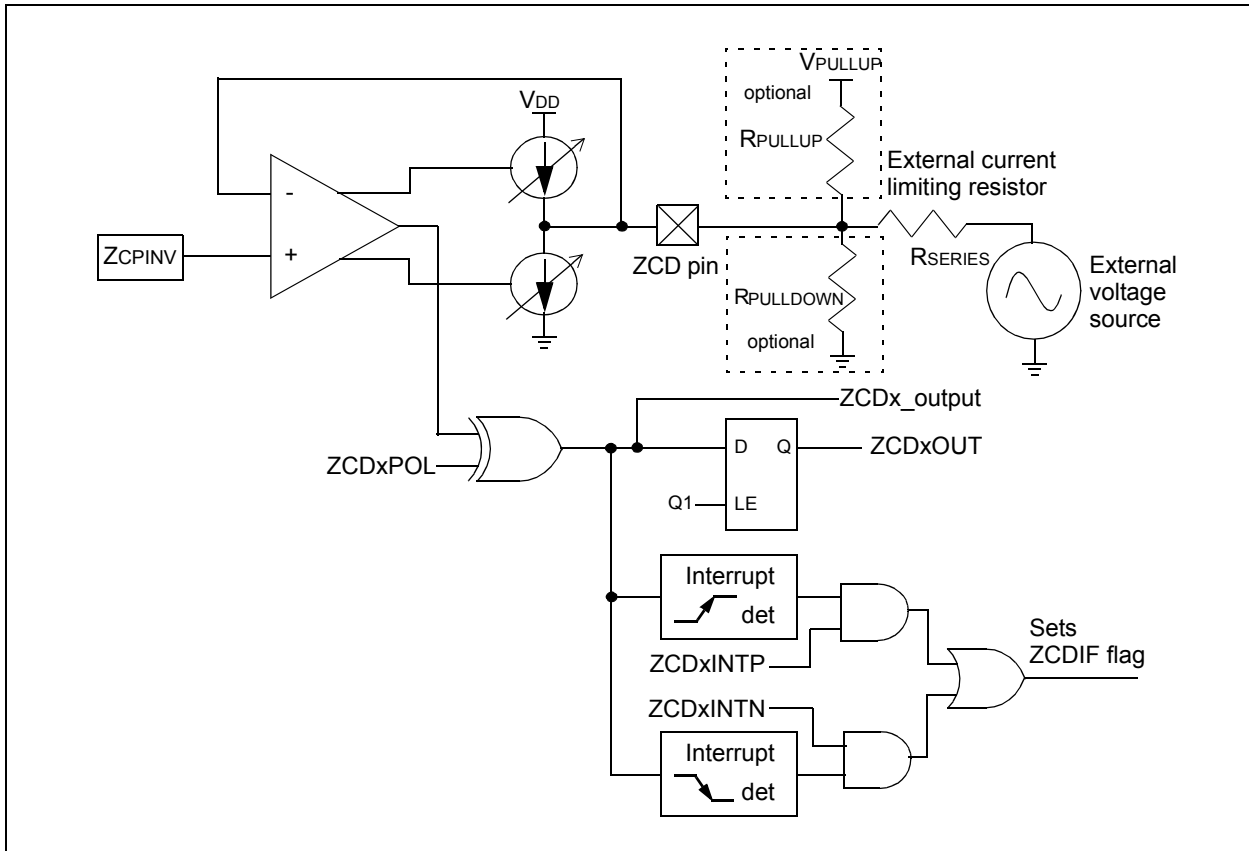 VPULLUP
optional
RPULLUP
VDD
External current
limiting resistor
-
+
ZCPINV
ZCD pin
RSERIES
RPULLDOWN
optional
External
voltage
source
ZCDx_output
ZCDxPOL
D
Q
ZCDxOUT
Q1
LE
Interrupt
det
ZCDxINTP
Sets
ZCDIF flag
ZCDxINTN
Interrupt
det